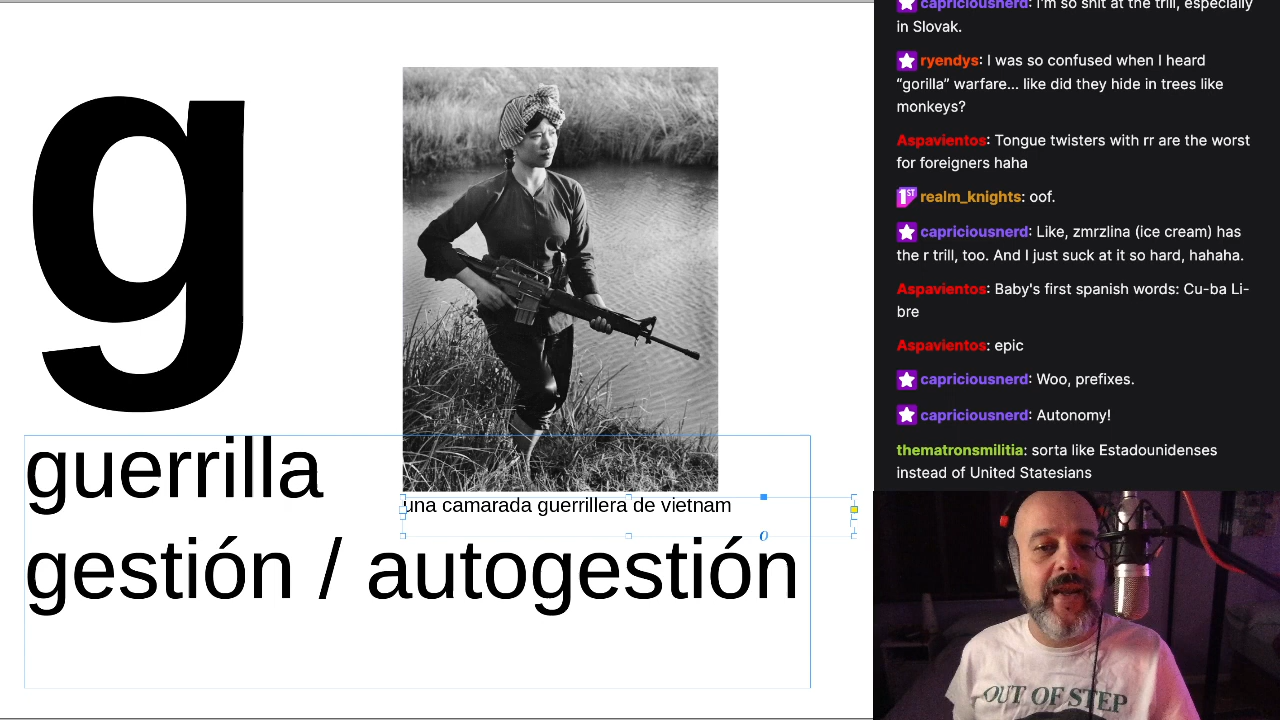 g
guerrilla
una camarada guerrillera de vietnam
gestión / autogestión
capriciousnerd: I'm so shit at the trill, especially
in Slovak.
ryendys: I was so confused when I heard
“gorilla” warfare... like did they hide in trees like
monkeys?
Aspavientos: Tongue twisters with rr are the worst
for foreigners haha
1ST realm_knights: oof.
capriciousnerd: Like, zmrzlina (ice cream) has
the r trill, too. And I just suck at it so hard, hahaha.
Aspavientos: Baby's first spanish words: Cu-ba Li-
bre
Aspavientos: epic
capriciousnerd: Woo, prefixes.
capriciousnerd: Autonomy!
thematronsmilitia: sorta like Estadounidenses
instead of United Statesians
OUT OF STEP